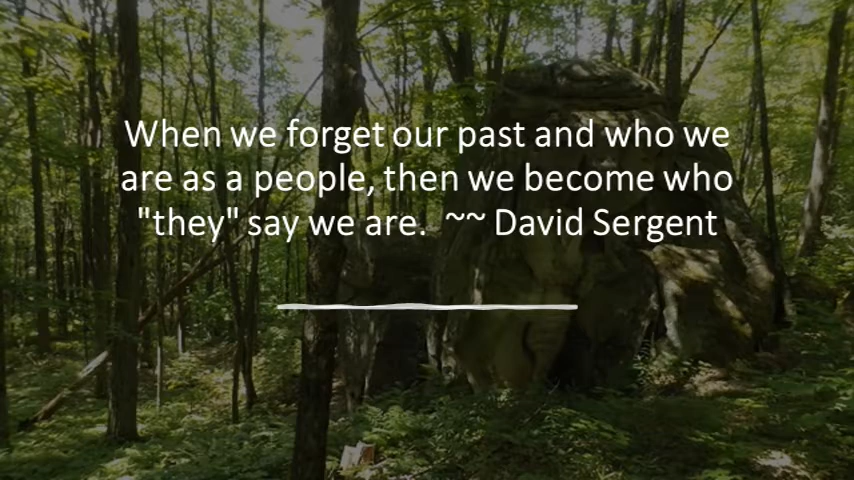 When we forget our past and who we
are as a people, then we become who
"they" say we are.  ~~ David Sergent